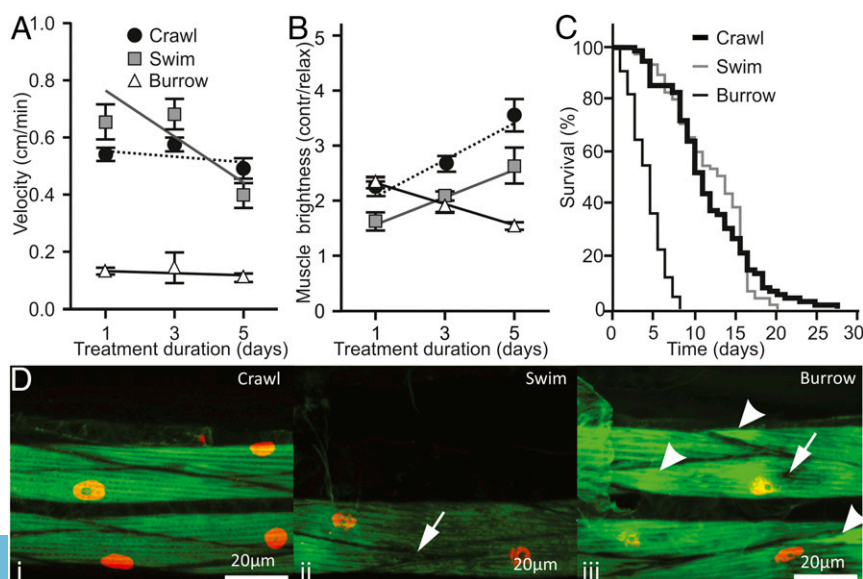 A
Velocity (cm/min)
1.0
0.8
0.6
0.4
0.2
0.0
Crawl
Swim
Burrow
1 3 5
Treatment duration (days)
B
Muscle brightness (contr/relax)
5
4
3
2
1
0
1 3 5
Treatment duration (days)
C
Crawl
Swim
Burrow
Survival (%)
100
80
60
40
20
0
0 5 10 15 20 25 30
Time (days)
D
Crawl
20µm
i
Swim
20µm
ii
Burrow
20µm
iii